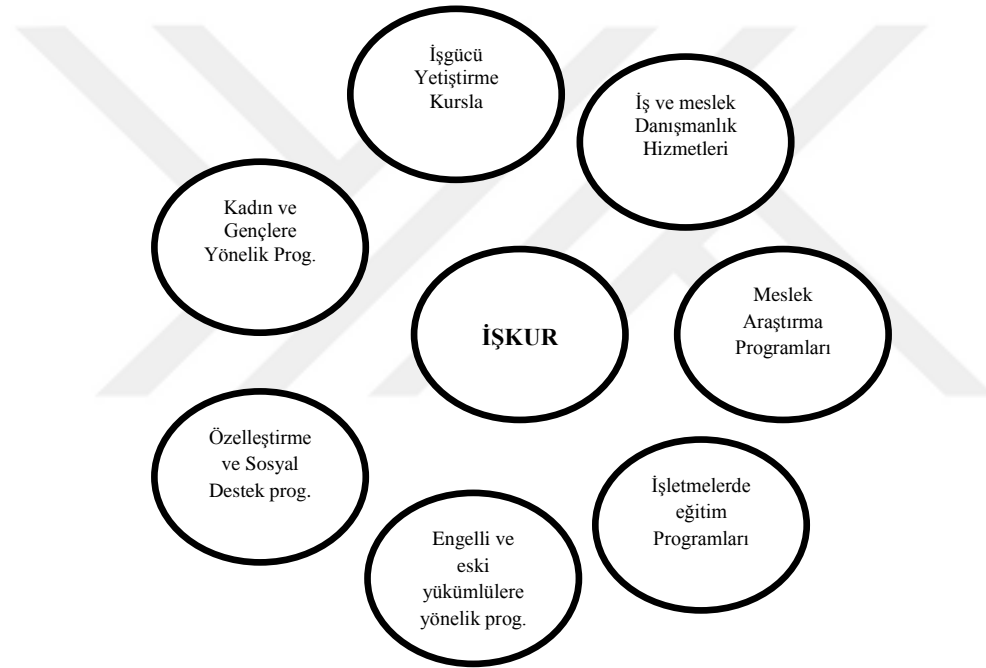 İşgücü
Yetiştirme
Kursla
İş ve meslek
Danışmanlık
Hizmetleri
Kadın ve
Gençlere
Yönelik Prog.
Meslek
Araştırma
Programları
İŞKUR
Özelleştirme
ve Sosyal
Destek prog.
İşletmelerde
eğitim
Programları
Engelli ve
eski
yükümlülere
yönelik prog.